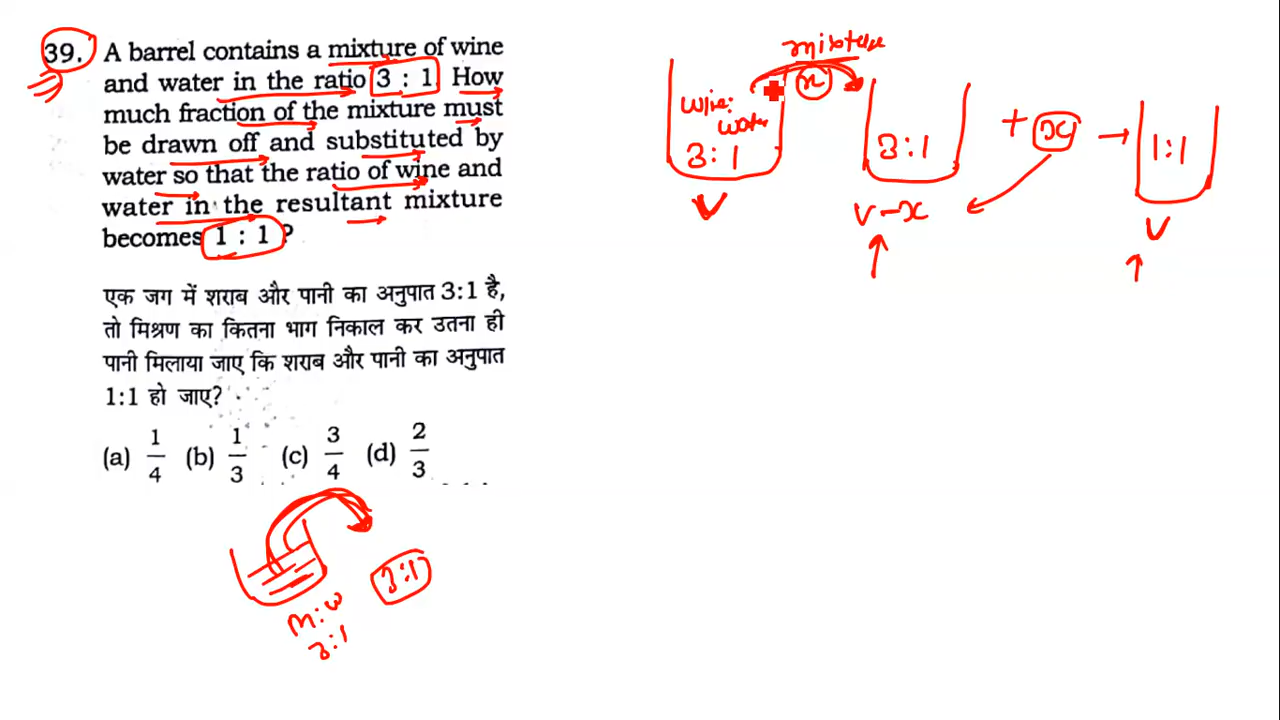 39. A barrel contains a mixture of wine
and water in the ratio 3 : 1. How
much fraction of the mixture must
be drawn off and substituted by
water so that the ratio of wine and
water in the resultant mixture
becomes 1 : 1 ?
एक जग में शराब और पानी का अनुपात 3:1 है,
तो मिश्रण का कितना भाग निकाल कर उतना ही
पानी मिलाया जाए कि शराब और पानी का अनुपात
1:1 हो जाए?
(a) 1/4 (b) 1/3 (c) 3/4 (d) 2/3
M:W
3:1
3:1
mixture
x
wine:
water
3:1
V
3:1
V-x
+ x →
1:1
V